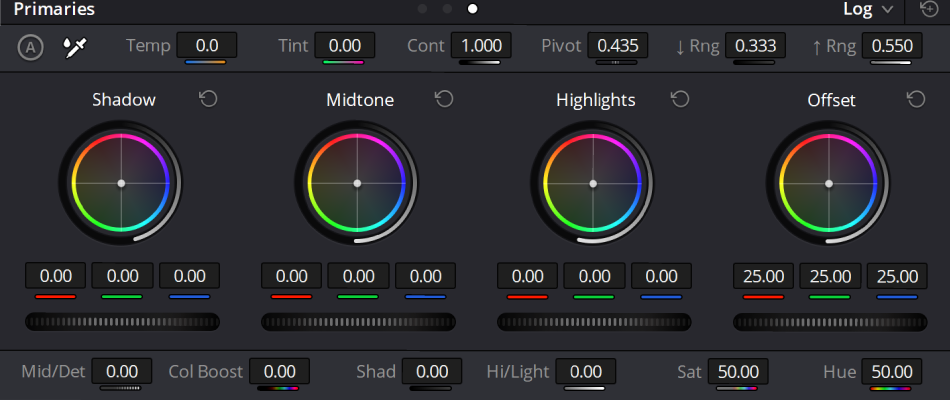 Primaries Log
A Temp 0.0 Tint 0.00 Cont 1.000 Pivot 0.435 ↓ Rng 0.333 ↑ Rng 0.550
Shadow Midtone Highlights Offset
0.00 0.00 0.00 0.00 0.00 0.00 0.00 0.00 0.00 25.00 25.00 25.00
Mid/Det 0.00 Col Boost 0.00 Shad 0.00 Hi/Light 0.00 Sat 50.00 Hue 50.00